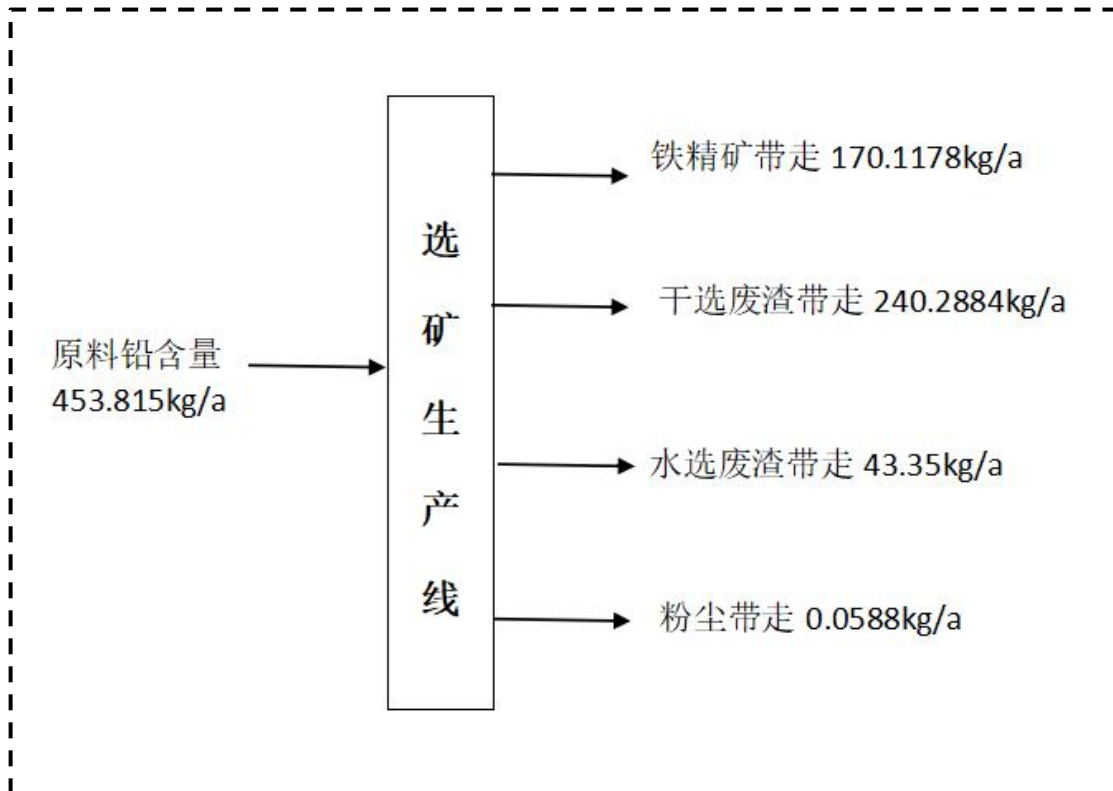 铁精矿带走 170.1178kg/a
干选废渣带走 240.2884kg/a
原料铅含量
453.815kg/a
选
矿
生
产
线
水选废渣带走 43.35kg/a
粉尘带走 0.0588kg/a